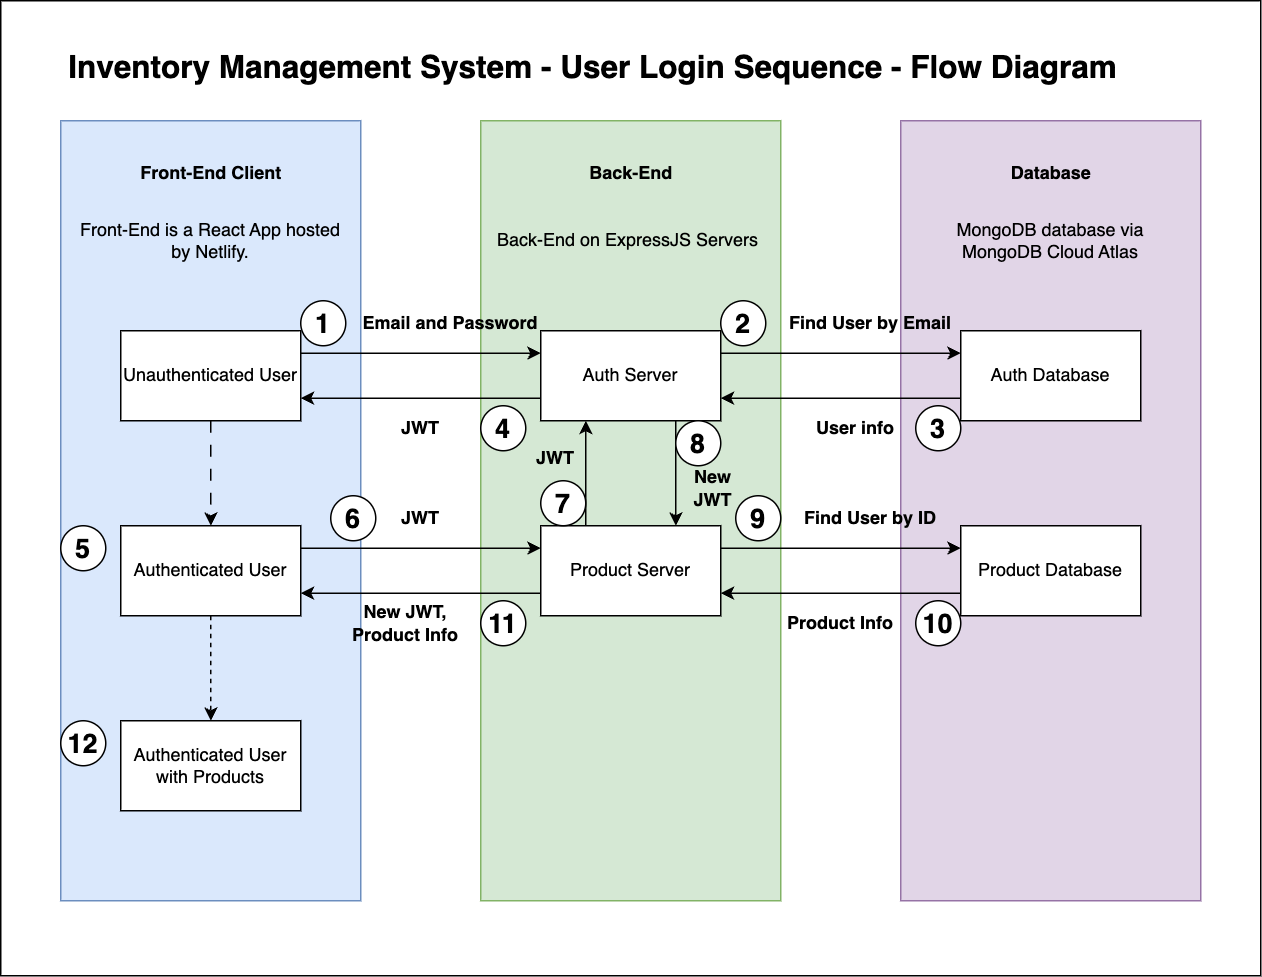 Inventory Management System - User Login Sequence - Flow Diagram
Front-End Client
Front-End is a React App hosted
by Netlify.
Back-End
Back-End on ExpressJS Servers
Database
MongoDB database via
MongoDB Cloud Atlas
1
Email and Password
2
Find User by Email
Unauthenticated User
Auth Server
Auth Database
JWT
4
User info
3
JWT
8
New
JWT
7
5
6
JWT
9
Find User by ID
Authenticated User
Product Server
Product Database
New JWT,
Product Info
11
Product Info
10
12
Authenticated User
with Products